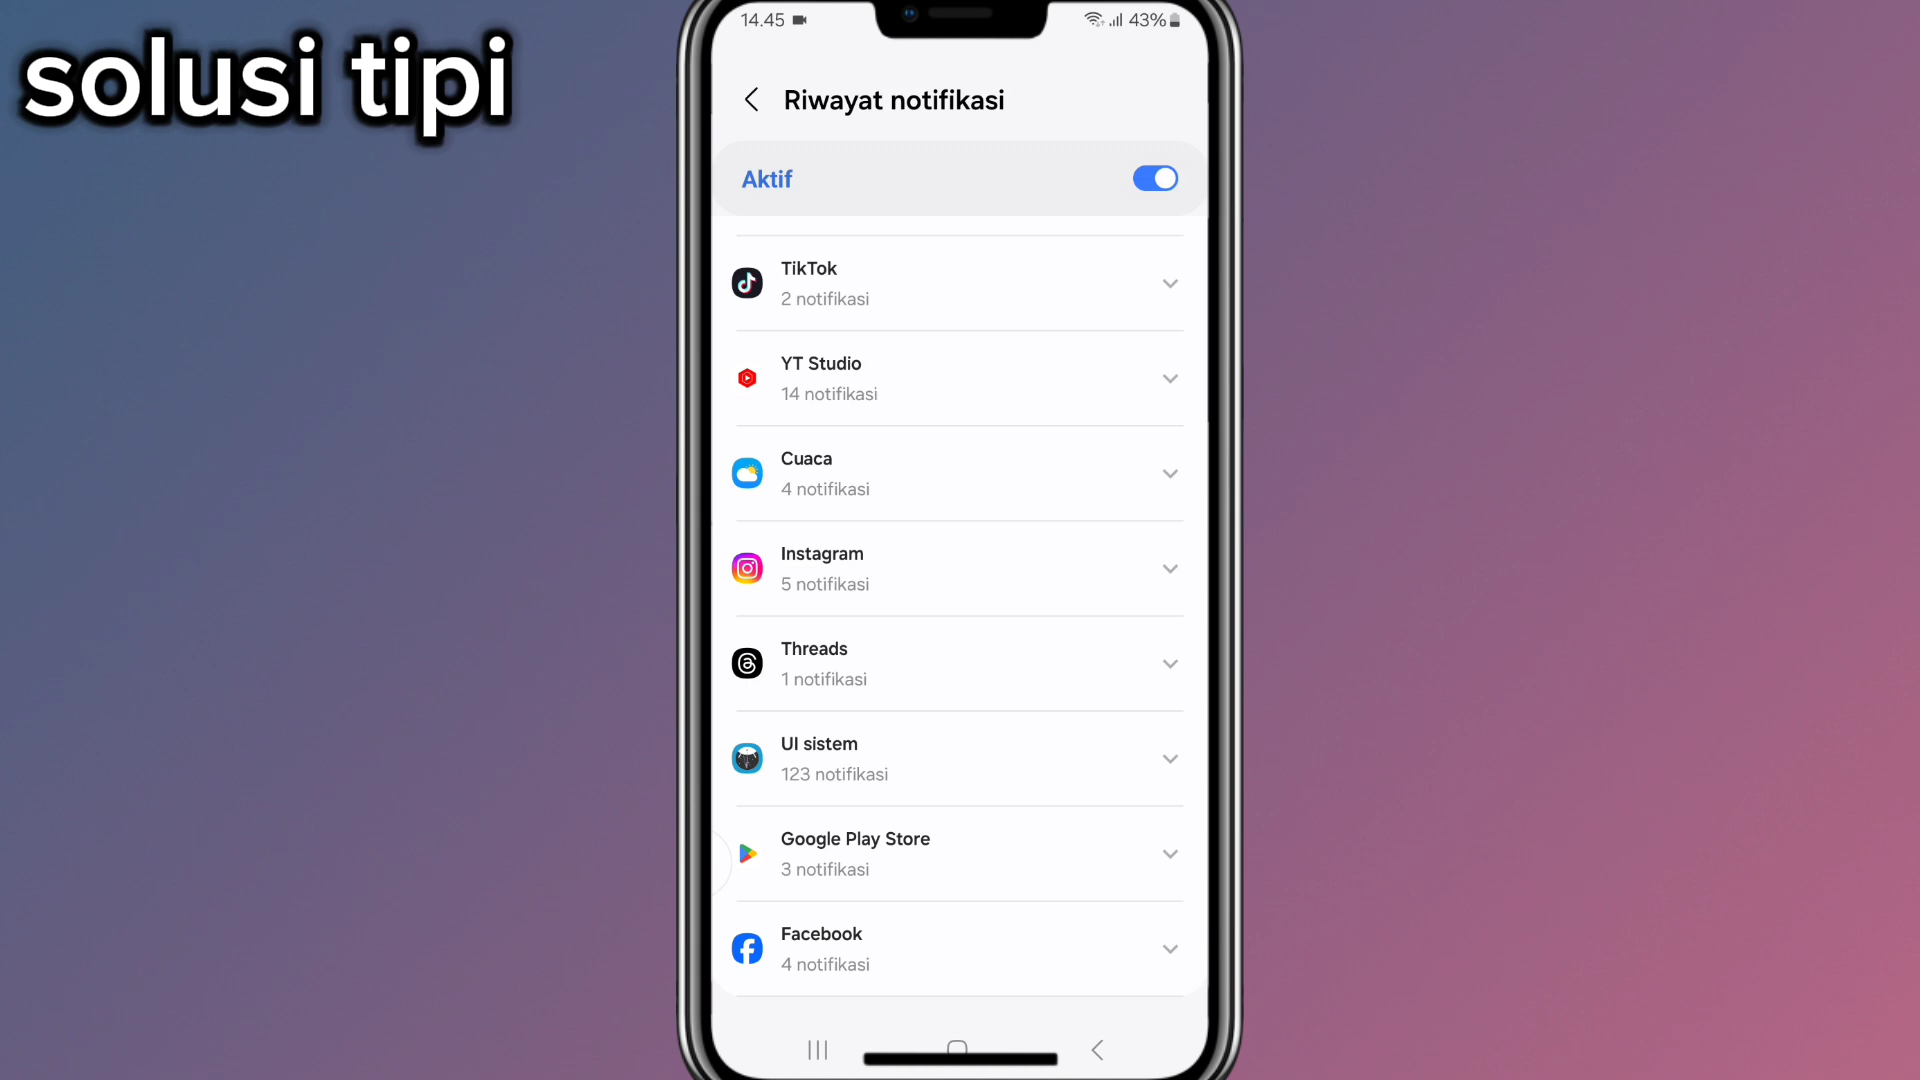 solusi tipi
14.45
43%
Riwayat notifikasi
Aktif
TikTok
2 notifikasi
YT Studio
14 notifikasi
Cuaca
4 notifikasi
Instagram
5 notifikasi
Threads
1 notifikasi
UI sistem
123 notifikasi
Google Play Store
3 notifikasi
Facebook
4 notifikasi